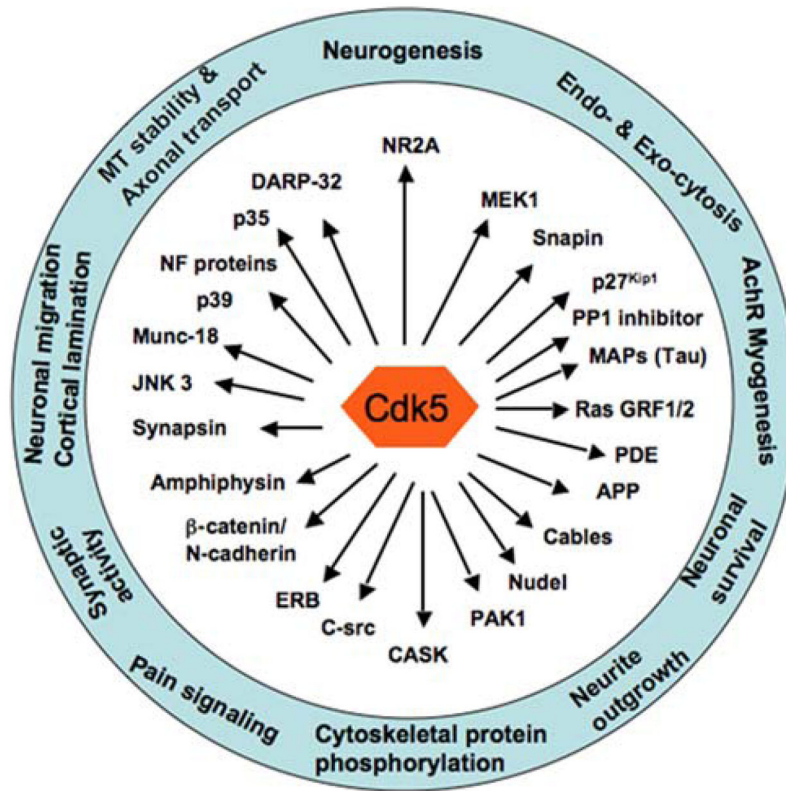 Neurogenesis
Endo- & Exo-cytosis
AchR Myogenesis
Neuronal
survival
Neurite
outgrowth
Cytoskeletal protein
phosphorylation
Pain signaling
Synaptic
activity
Neuronal migration
Cortical lamination
MT stability &
Axonal transport
NR2A
MEK1
Snapin
p27Kip1
PP1 inhibitor
MAPs (Tau)
Ras GRF1/2
PDE
APP
Cables
Nudel
PAK1
CASK
C-src
ERB
β-catenin/
N-cadherin
Amphiphysin
Synapsin
JNK 3
Munc-18
p39
NF proteins
p35
DARP-32
Cdk5